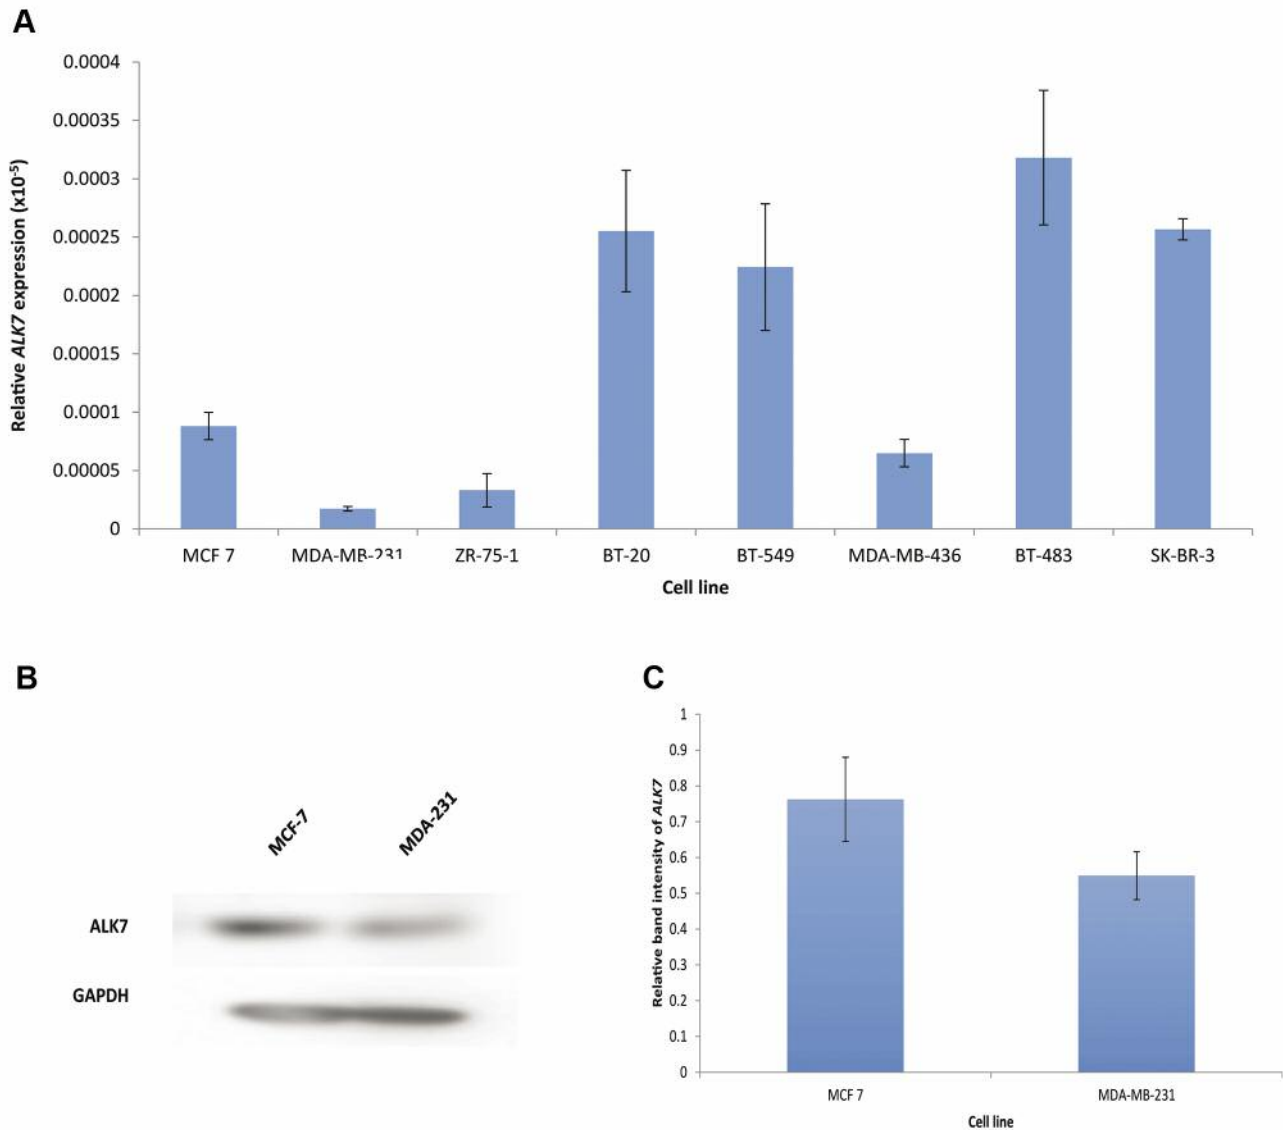 A
Relative ALK7 expression (x10⁻⁵)
0.0004
0.00035
0.0003
0.00025
0.0002
0.00015
0.0001
0.00005
0
MCF 7 MDA-MB-231 ZR-75-1 BT-20 BT-549 MDA-MB-436 BT-483 SK-BR-3
Cell line
B
MCF-7 MDA-231
ALK7
GAPDH
C
Relative band intensity of ALK7
1
0.9
0.8
0.7
0.6
0.5
0.4
0.3
0.2
0.1
0
MCF 7 MDA-MB-231
Cell line